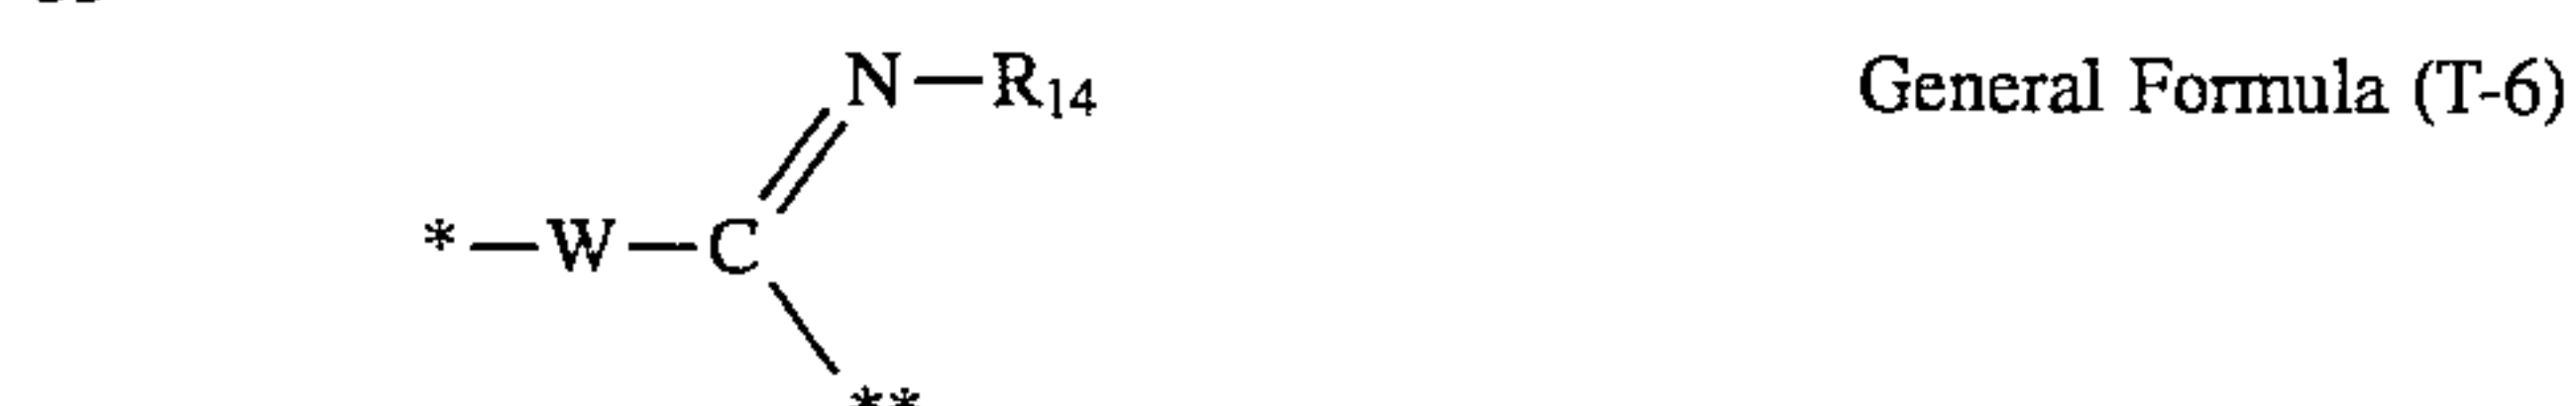 N—R14 General Formula (T-6)
*—W—C
**